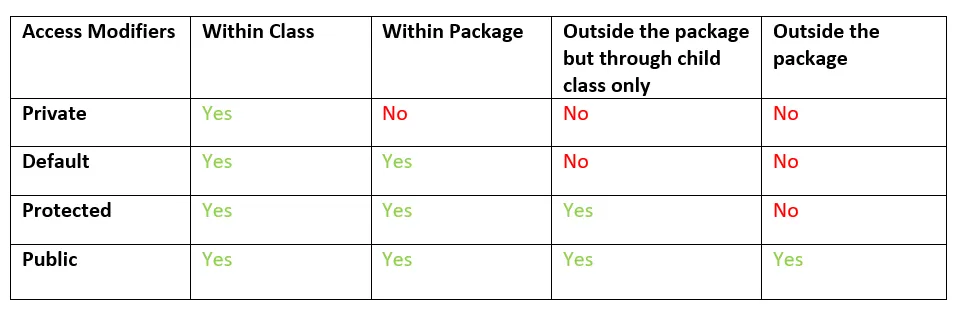 Access Modifiers Within Class Within Package Outside the package but through child class only Outside the package
Private Yes No No No
Default Yes Yes No No
Protected Yes Yes Yes No
Public Yes Yes Yes Yes